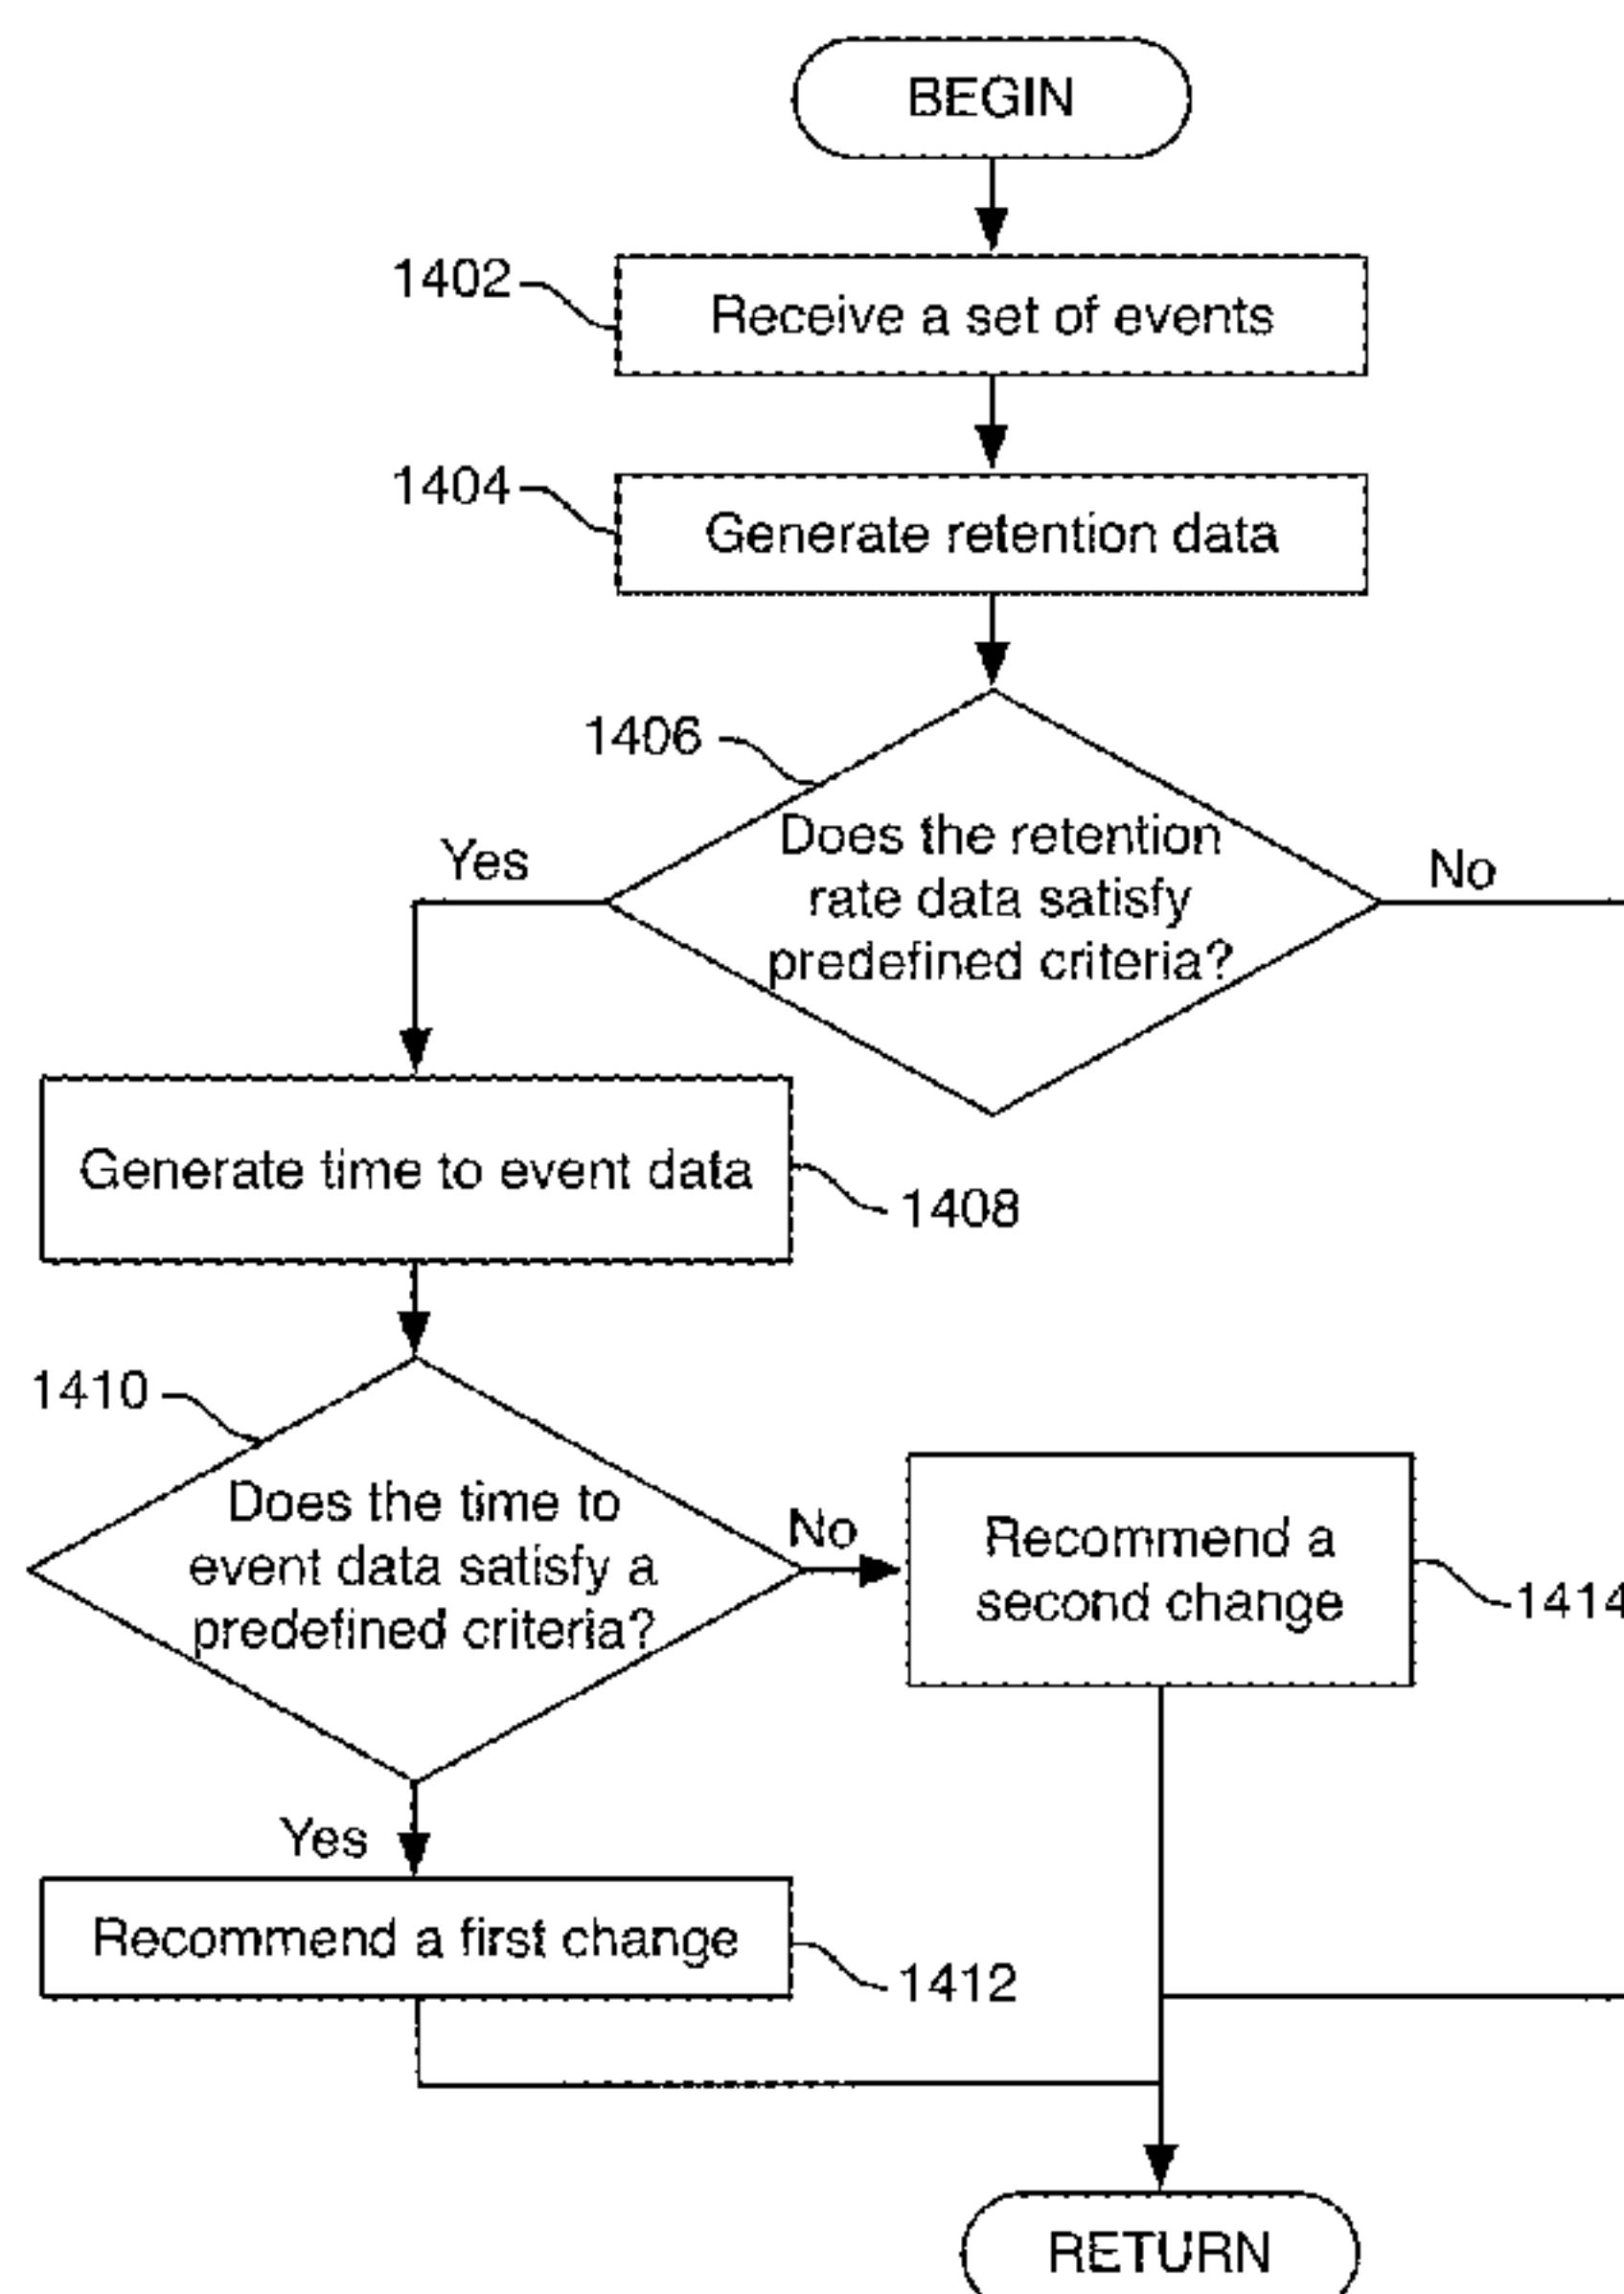 BEGIN
1402
Receive a set of events
1404
Generate retention data
1406
Does the retention
rate data satisfy
predefined criteria?
Yes
No
Generate time to event data
1408
1410
Does the time to
event data satisfy a
predefined criteria?
No
Recommend a
second change
1414
Yes
Recommend a first change
1412
RETURN